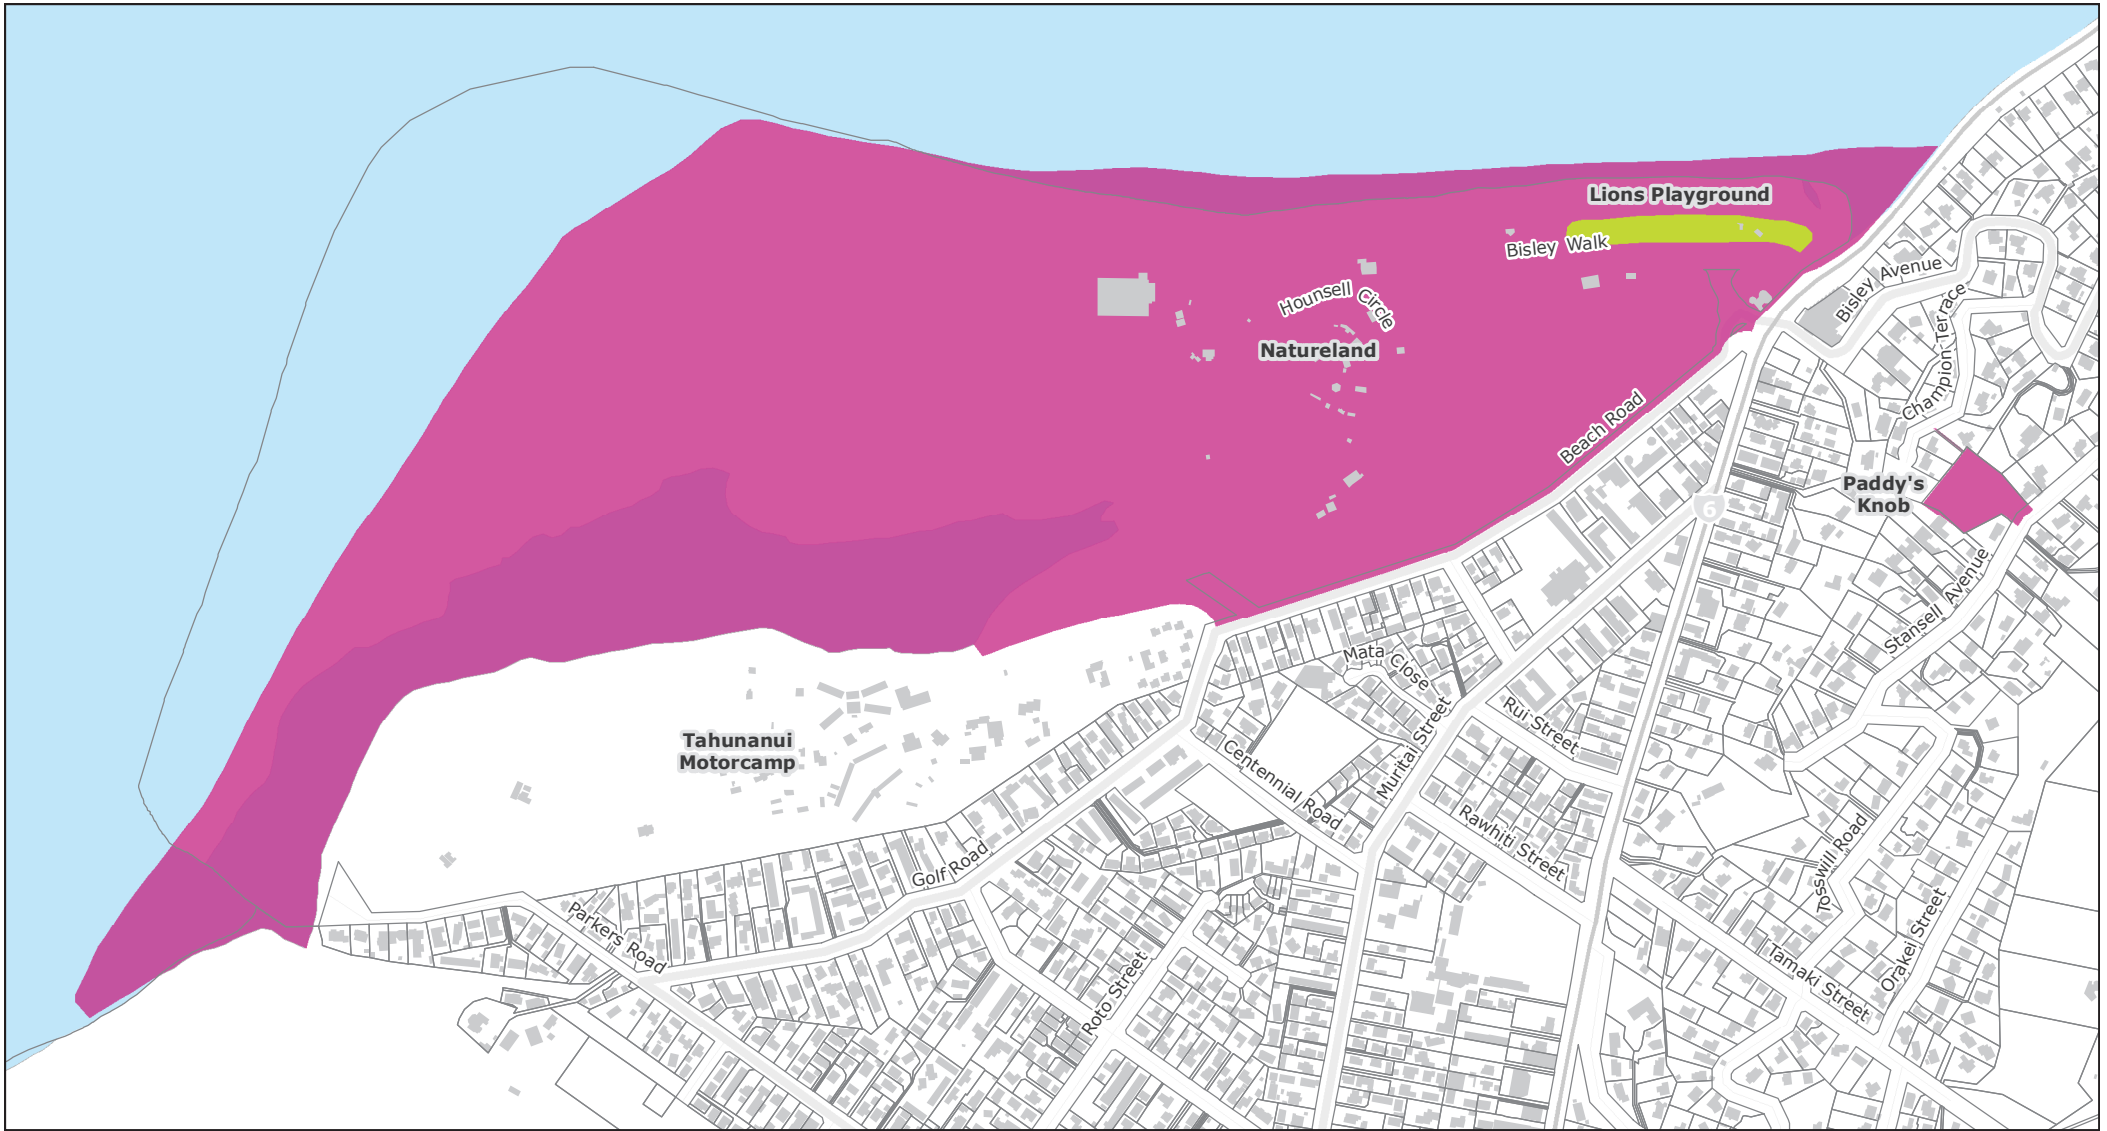 Lions Playground
Bisley Walk
Bisley Avenue
Hounsell Circle
Champion Terrace
Natureland
Beach Road
Paddy's
Knob
6
Stansell Avenue
Mata Close
Rui Street
Tahunanui
Motorcamp
Centennial Road
Muritai Street
Rawhiti Street
Golf Road
Tosswill Road
Parkers Road
Orakei Street
Tamaki Street
Roto Street